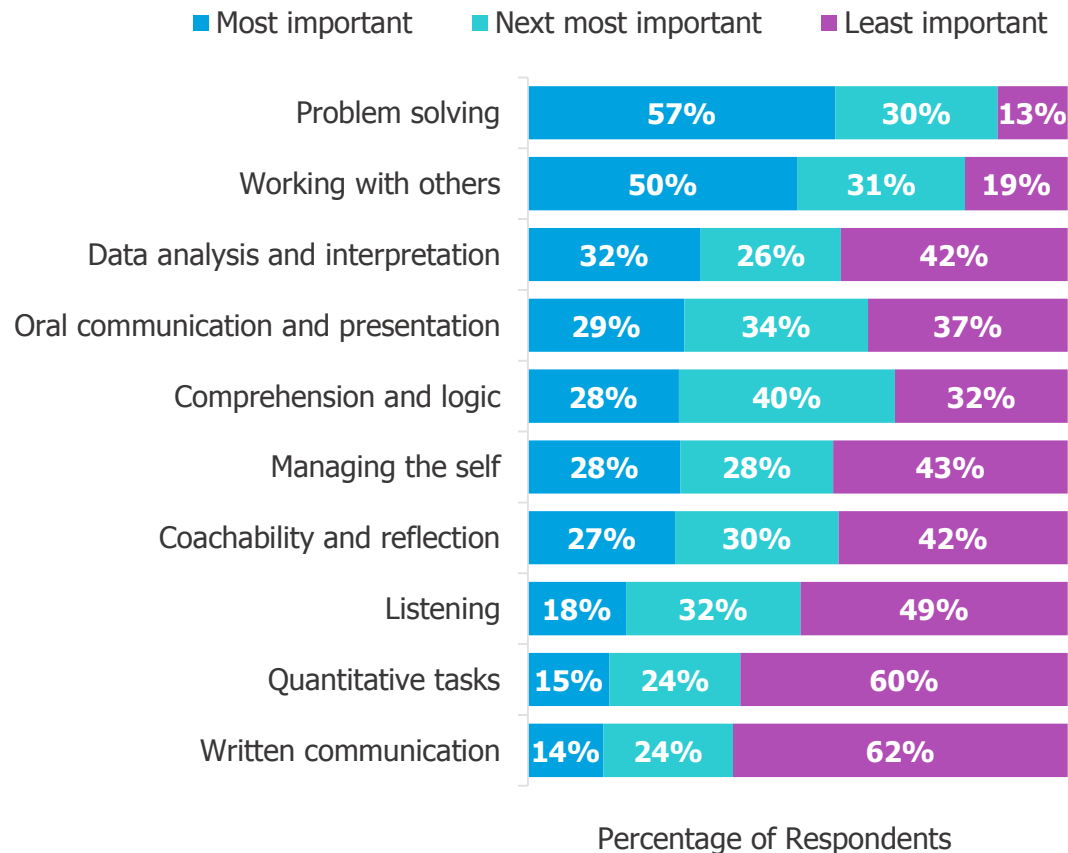 Most important Next most important Least important
Problem solving 57% 30% 13%
Working with others 50% 31% 19%
Data analysis and interpretation 32% 26% 42%
Oral communication and presentation 29% 34% 37%
Comprehension and logic 28% 40% 32%
Managing the self 28% 28% 43%
Coachability and reflection 27% 30% 42%
Listening 18% 32% 49%
Quantitative tasks 15% 24% 60%
Written communication 14% 24% 62%
Percentage of Respondents